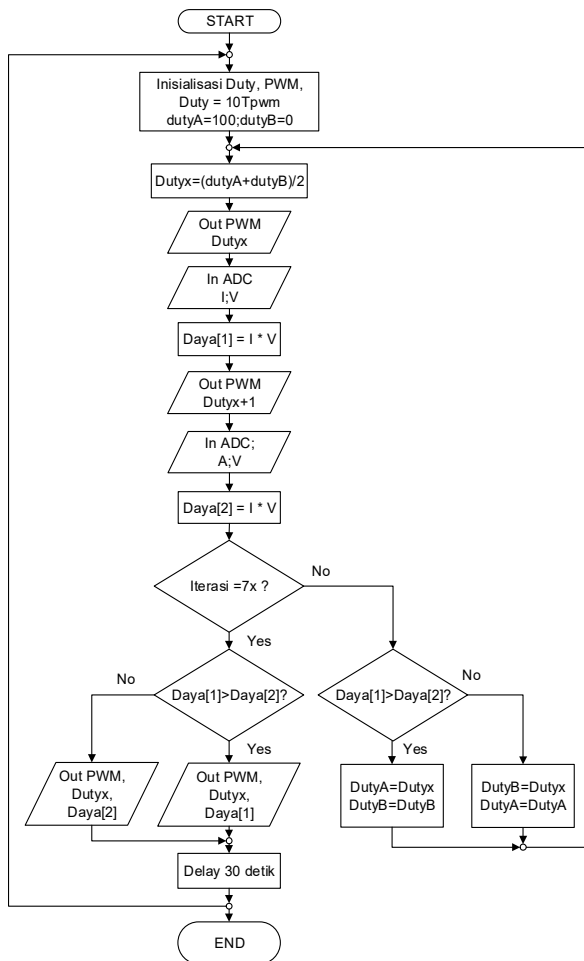 START
Inisialisasi Duty, PWM,
Duty = 10Tpwm
dutyA=100;dutyB=0
Dutyx=(dutyA+dutyB)/2
Out PWM
Dutyx
In ADC
I;V
Daya[1] = I * V
Out PWM
Dutyx+1
In ADC;
A;V
Daya[2] = I * V
Iterasi =7x ?
No
Yes
Daya[1]>Daya[2]?
No
Yes
Daya[1]>Daya[2]?
No
Yes
Out PWM,
Dutyx,
Daya[2]
Out PWM,
Dutyx,
Daya[1]
DutyA=Dutyx
DutyB=DutyB
DutyB=Dutyx
DutyA=DutyA
Delay 30 detik
END